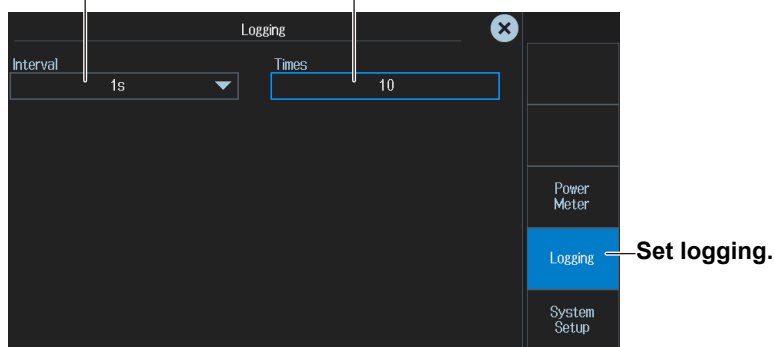 Logging
Interval
Times
1s
10
Power
Meter
Logging
Set logging.
System
Setup